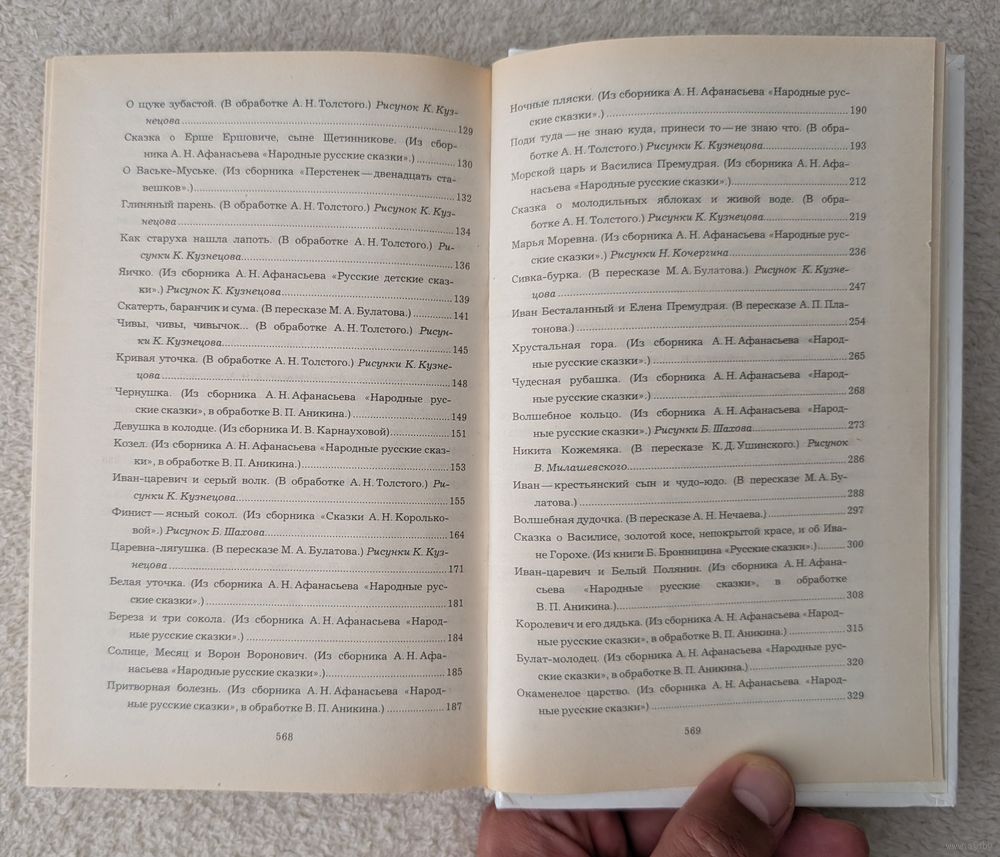 О щуке зубастой. (В обработке А. Н. Толстого.) Рисунок К. Куз-
нецова ........ 129
Сказка о Ерше Ершовиче, сыне Щетинникове. (Из сбор-
ника А. Н. Афанасьева «Народные русские сказки».) ........ 130
О Ваське-Муське. (Из сборника «Перстенек — двенадцать ста-
вешков».) ........ 132
Глиняный парень. (В обработке А. Н. Толстого.) Рисунок К. Куз-
нецова ........ 134
Как старуха нашла лапоть. (В обработке А. Н. Толстого.) Ри-
сунки К. Кузнецова ........ 136
Яичко. (Из сборника А. Н. Афанасьева «Русские детские сказ-
ки».) Рисунок К. Кузнецова ........ 139
Скатерть, баранчик и сума. (В пересказе М. А. Булатова.) ........ 141
Чивы, чивы, чивычок... (В обработке А. Н. Толстого.) Рисун-
ки К. Кузнецова ........ 145
Кривая уточка. (В обработке А. Н. Толстого.) Рисунки К. Кузне-
цова ........ 148
Чернушка. (Из сборника А. Н. Афанасьева «Народные рус-
ские сказки», в обработке В. П. Аникина.) ........ 149
Девушка в колодце. (Из сборника И. В. Карнауховой) ........ 151
Козел. (Из сборника А. Н. Афанасьева «Народные русские сказ-
ки», в обработке В. П. Аникина.) ........ 153
Иван-царевич и серый волк. (В обработке А. Н. Толстого.) Ри-
сунки К. Кузнецова ........ 155
Финист — ясный сокол. (Из сборника «Сказки А. Н. Королько-
вой».) Рисунок Б. Шахова ........ 164
Царевна-лягушка. (В пересказе М. А. Булатова.) Рисунки К. Куз-
нецова ........ 171
Белая уточка. (Из сборника А. Н. Афанасьева «Народные рус-
ские сказки».) ........ 181
Береза и три сокола. (Из сборника А. Н. Афанасьева «Народ-
ные русские сказки».) ........ 184
Солнце, Месяц и Ворон Воронович. (Из сборника А. Н. Афа-
насьева «Народные русские сказки».) ........ 185
Притворная болезнь. (Из сборника А. Н. Афанасьева «Народ-
ные русские сказки», в обработке В. П. Аникина.) ........ 187
568
Ночные пляски. (Из сборника А. Н. Афанасьева «Народные рус-
ские сказки».) ........ 190
Поди туда — не знаю куда, принеси то — не знаю что. (В обра-
ботке А. Н. Толстого.) Рисунки К. Кузнецова ........ 193
Морской царь и Василиса Премудрая. (Из сборника А. Н. Афа-
насьева «Народные русские сказки».) ........ 212
Сказка о молодильных яблоках и живой воде. (В обра-
ботке А. Н. Толстого.) Рисунки К. Кузнецова ........ 219
Марья Моревна. (Из сборника А. Н. Афанасьева «Народные рус-
ские сказки».) Рисунки Н. Кочергина ........ 236
Сивка-бурка. (В пересказе М. А. Булатова.) Рисунок К. Кузне-
цова ........ 247
Иван Бесталанный и Елена Премудрая. (В пересказе А. П. Пла-
тонова.) ........ 254
Хрустальная гора. (Из сборника А. Н. Афанасьева «Народ-
ные русские сказки».) ........ 265
Чудесная рубашка. (Из сборника А. Н. Афанасьева «Народ-
ные русские сказки».) ........ 268
Волшебное кольцо. (Из сборника А. Н. Афанасьева «Народ-
ные русские сказки».) Рисунки Б. Шахова ........ 273
Никита Кожемяка. (В пересказе К. Д. Ушинского.) Рисунок
В. Милашевского ........ 286
Иван — крестьянский сын и чудо-юдо. (В пересказе М. А. Бу-
латова.) ........ 288
Волшебная дудочка. (В пересказе А. Н. Нечаева.) ........ 297
Сказка о Василисе, золотой косе, непокрытой красе, и об Ива-
не Горохе. (Из книги Б. Бронницина «Русские сказки».) ........ 300
Иван-царевич и Белый Полянин. (Из сборника А. Н. Афана-
сьева «Народные русские сказки», в обработке
В. П. Аникина.) ........ 308
Королевич и его дядька. (Из сборника А. Н. Афанасьева «Народ-
ные русские сказки», в обработке В. П. Аникина.) ........ 315
Булат-молодец. (Из сборника А. Н. Афанасьева «Народные рус-
ские сказки», в обработке В. П. Аникина.) ........ 320
Окаменелое царство. (Из сборника А. Н. Афанасьева «Народ-
ные русские сказки») ........ 329
569